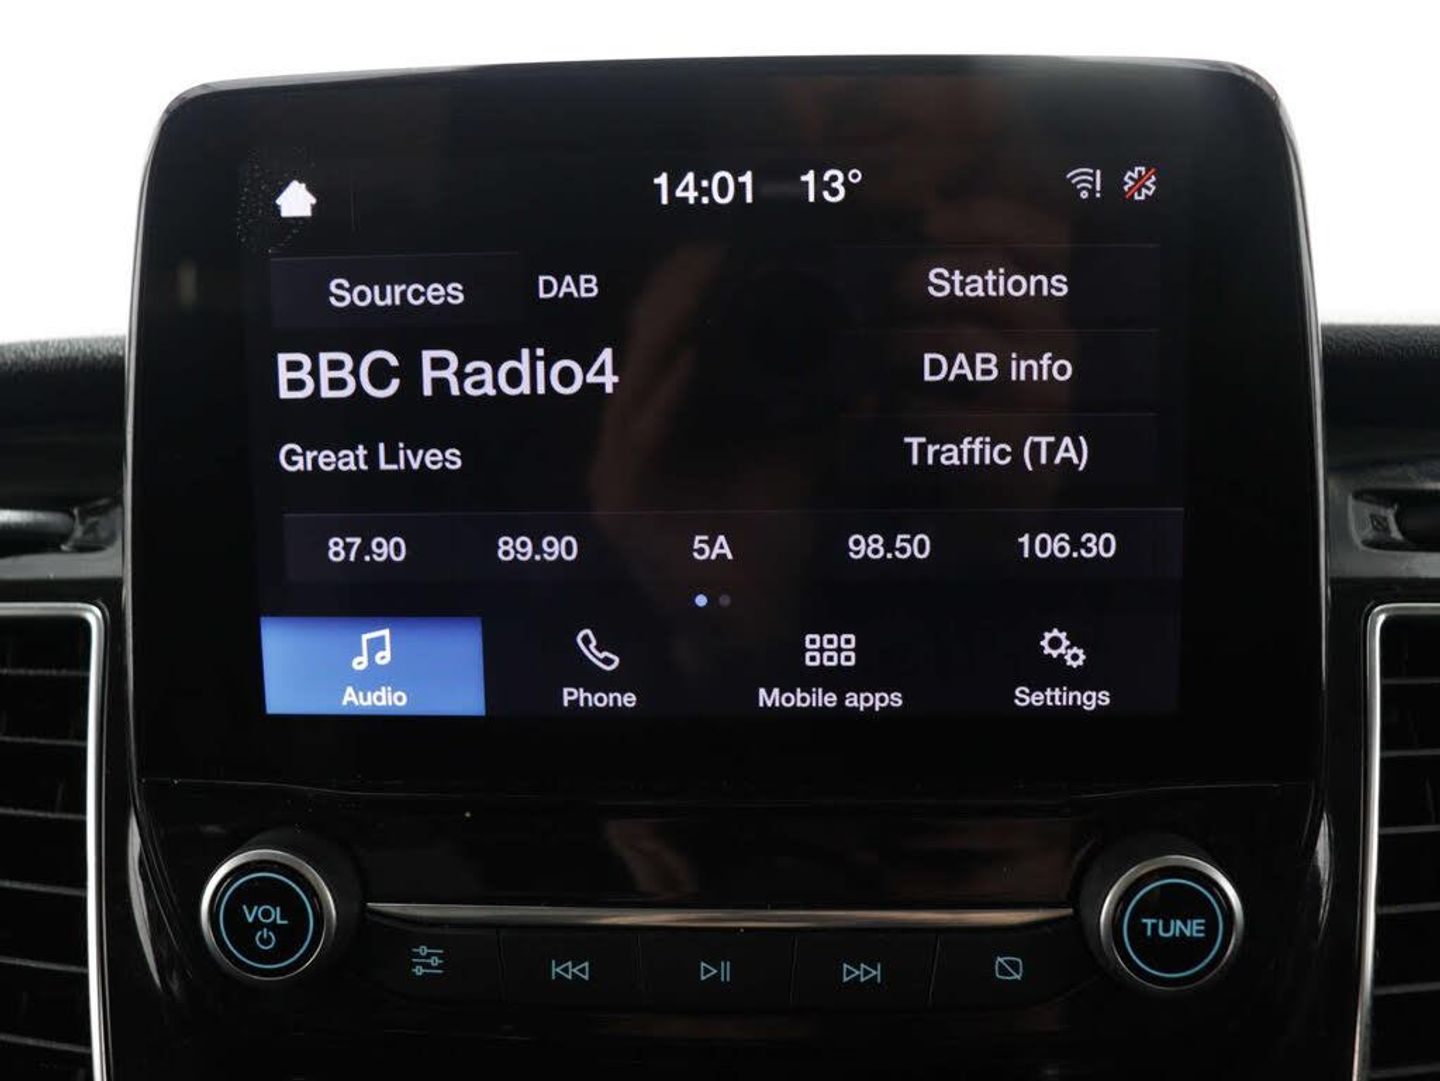 14:01 13°
Sources DAB Stations
BBC Radio4
DAB info
Great Lives
Traffic (TA)
87.90 89.90 5A 98.50 106.30
Audio Phone Mobile apps Settings
VOL
TUNE